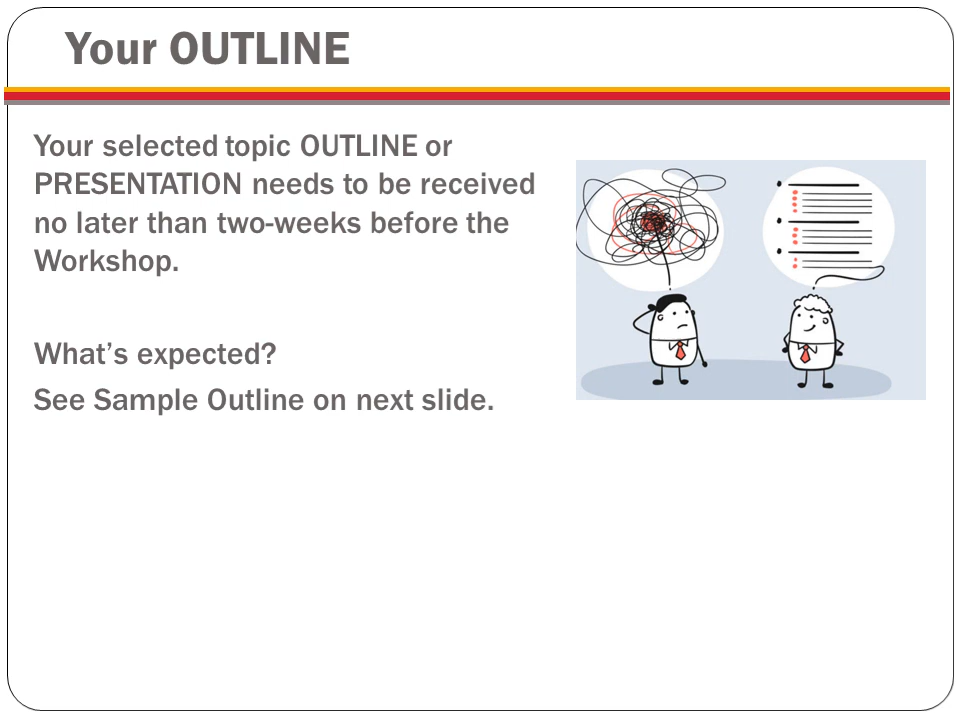 Your OUTLINE
Your selected topic OUTLINE or
PRESENTATION needs to be received
no later than two-weeks before the
Workshop.
What’s expected?
See Sample Outline on next slide.